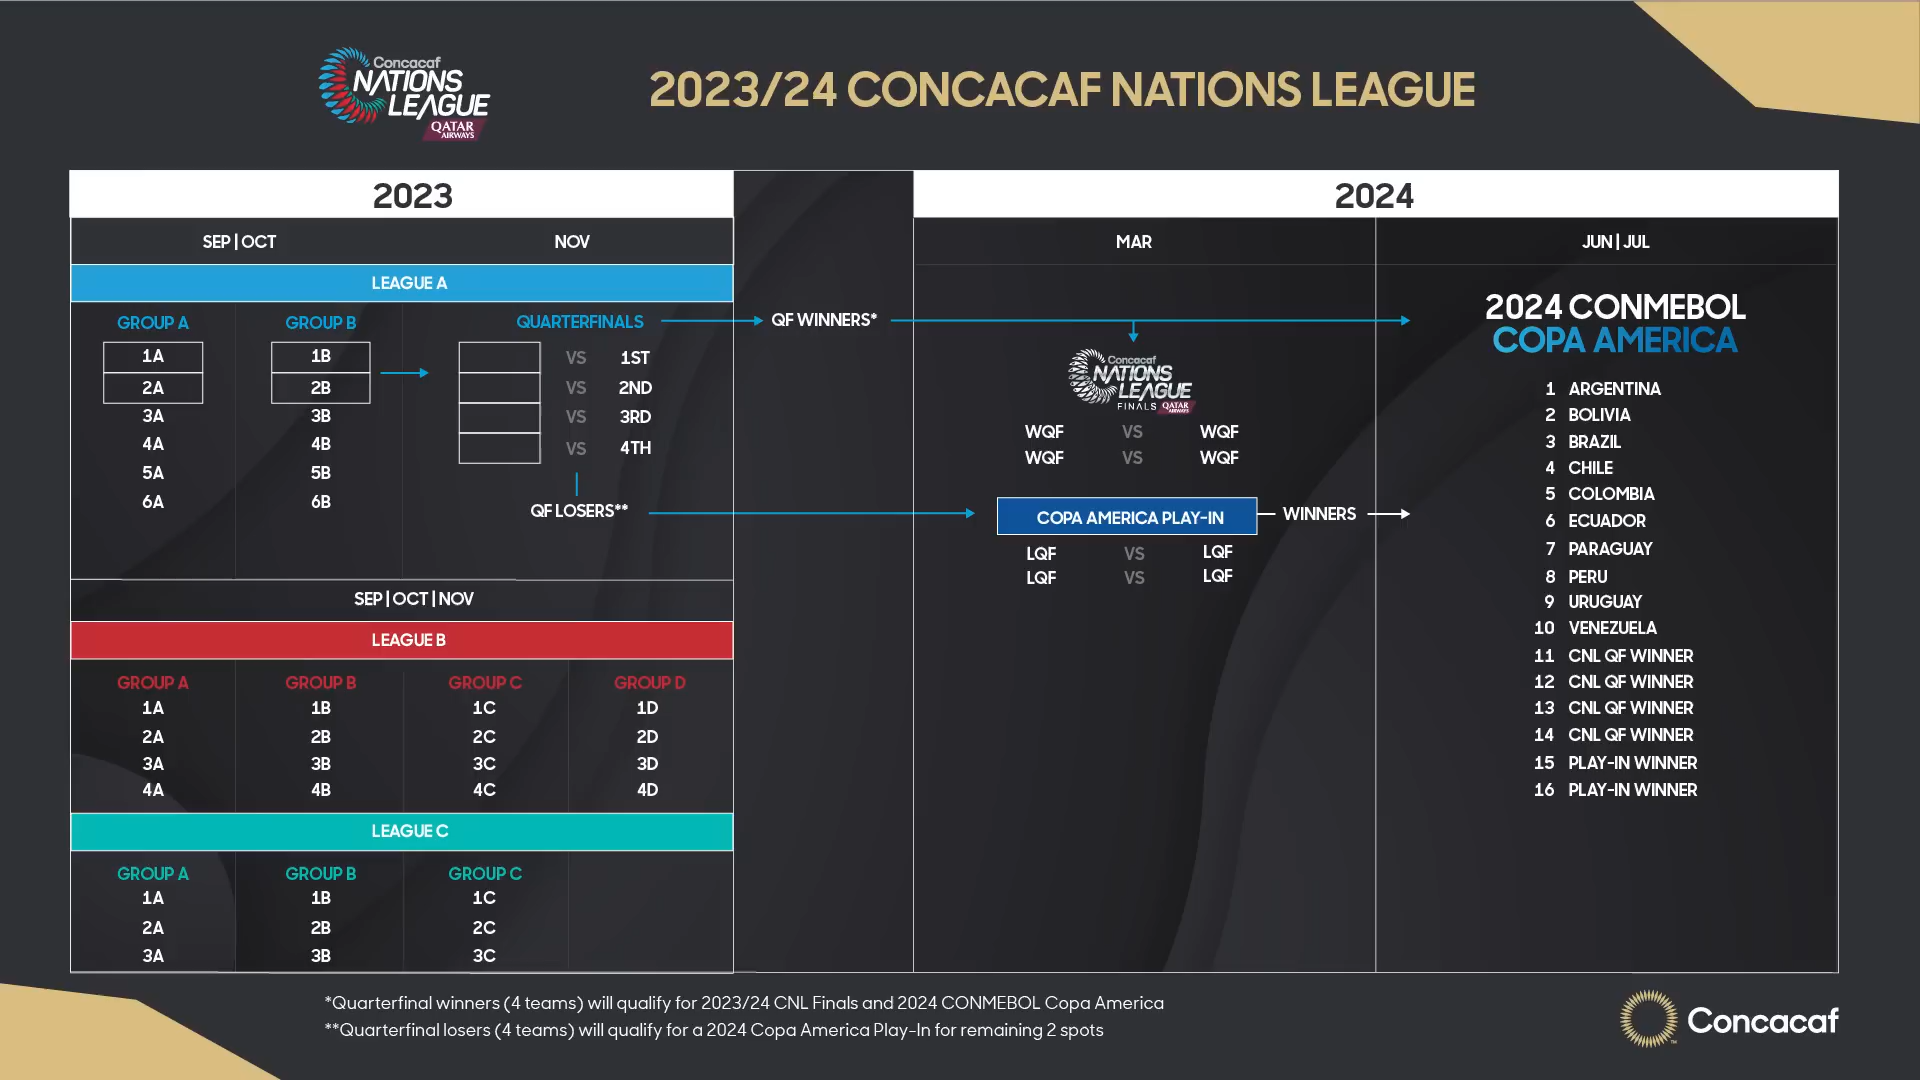 Concacaf
NATIONS
LEAGUE
QATAR
AIRWAYS
2023/24 CONCACAF NATIONS LEAGUE
2023
SEP | OCT
NOV
LEAGUE A
GROUP A
1A
2A
3A
4A
5A
6A
GROUP B
1B
2B
3B
4B
5B
6B
QUARTERFINALS
VS 1ST
VS 2ND
VS 3RD
VS 4TH
QF LOSERS**
QF WINNERS*
SEP | OCT | NOV
LEAGUE B
GROUP A
1A
2A
3A
4A
GROUP B
1B
2B
3B
4B
GROUP C
1C
2C
3C
4C
GROUP D
1D
2D
3D
4D
LEAGUE C
GROUP A
1A
2A
3A
GROUP B
1B
2B
3B
GROUP C
1C
2C
3C
2024
MAR
Concacaf
NATIONS
LEAGUE
FINALS QATAR
AIRWAYS
WQF VS WQF
WQF VS WQF
COPA AMERICA PLAY-IN
WINNERS
LQF VS LQF
LQF VS LQF
JUN | JUL
2024 CONMEBOL
COPA AMERICA
1 ARGENTINA
2 BOLIVIA
3 BRAZIL
4 CHILE
5 COLOMBIA
6 ECUADOR
7 PARAGUAY
8 PERU
9 URUGUAY
10 VENEZUELA
11 CNL QF WINNER
12 CNL QF WINNER
13 CNL QF WINNER
14 CNL QF WINNER
15 PLAY-IN WINNER
16 PLAY-IN WINNER
*Quarterfinal winners (4 teams) will qualify for 2023/24 CNL Finals and 2024 CONMEBOL Copa America
**Quarterfinal losers (4 teams) will qualify for a 2024 Copa America Play-In for remaining 2 spots
Concacaf
TM